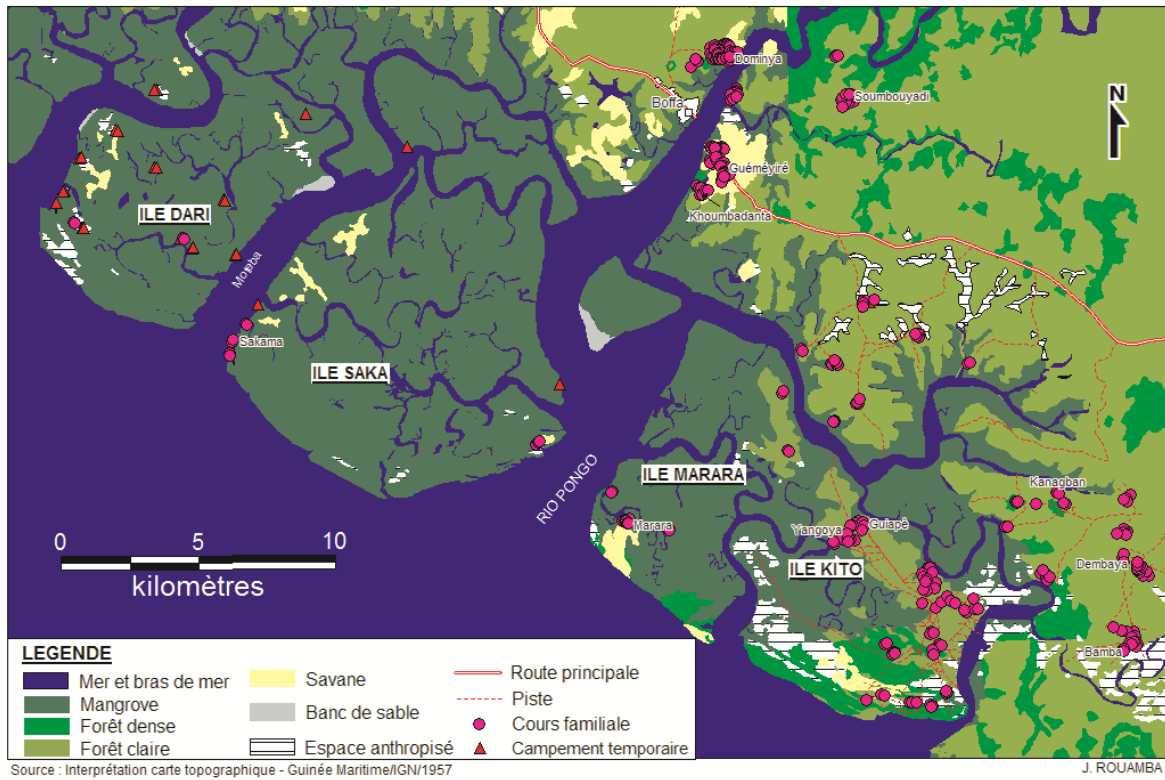 Dominya
N
Boffa
Soumbouyadi
Guéméyiré
Khoumbadanta
ILE DARI
Moreba
Sakama
ILE SAKA
ILE MARARA
RIO PONGO
Kanagban
Marara
Yangoya
Guiapè
ILE KITO
Dembaya
Bamba
0 5 10
kilomètres
LEGENDE
Mer et bras de mer
Mangrove
Forêt dense
Forêt claire
Savane
Banc de sable
Espace anthropisé
Route principale
Piste
Cours familiale
Campement temporaire
Source : Interprétation carte topographique - Guinée Maritime/IGN/1957
J. ROUAMBA